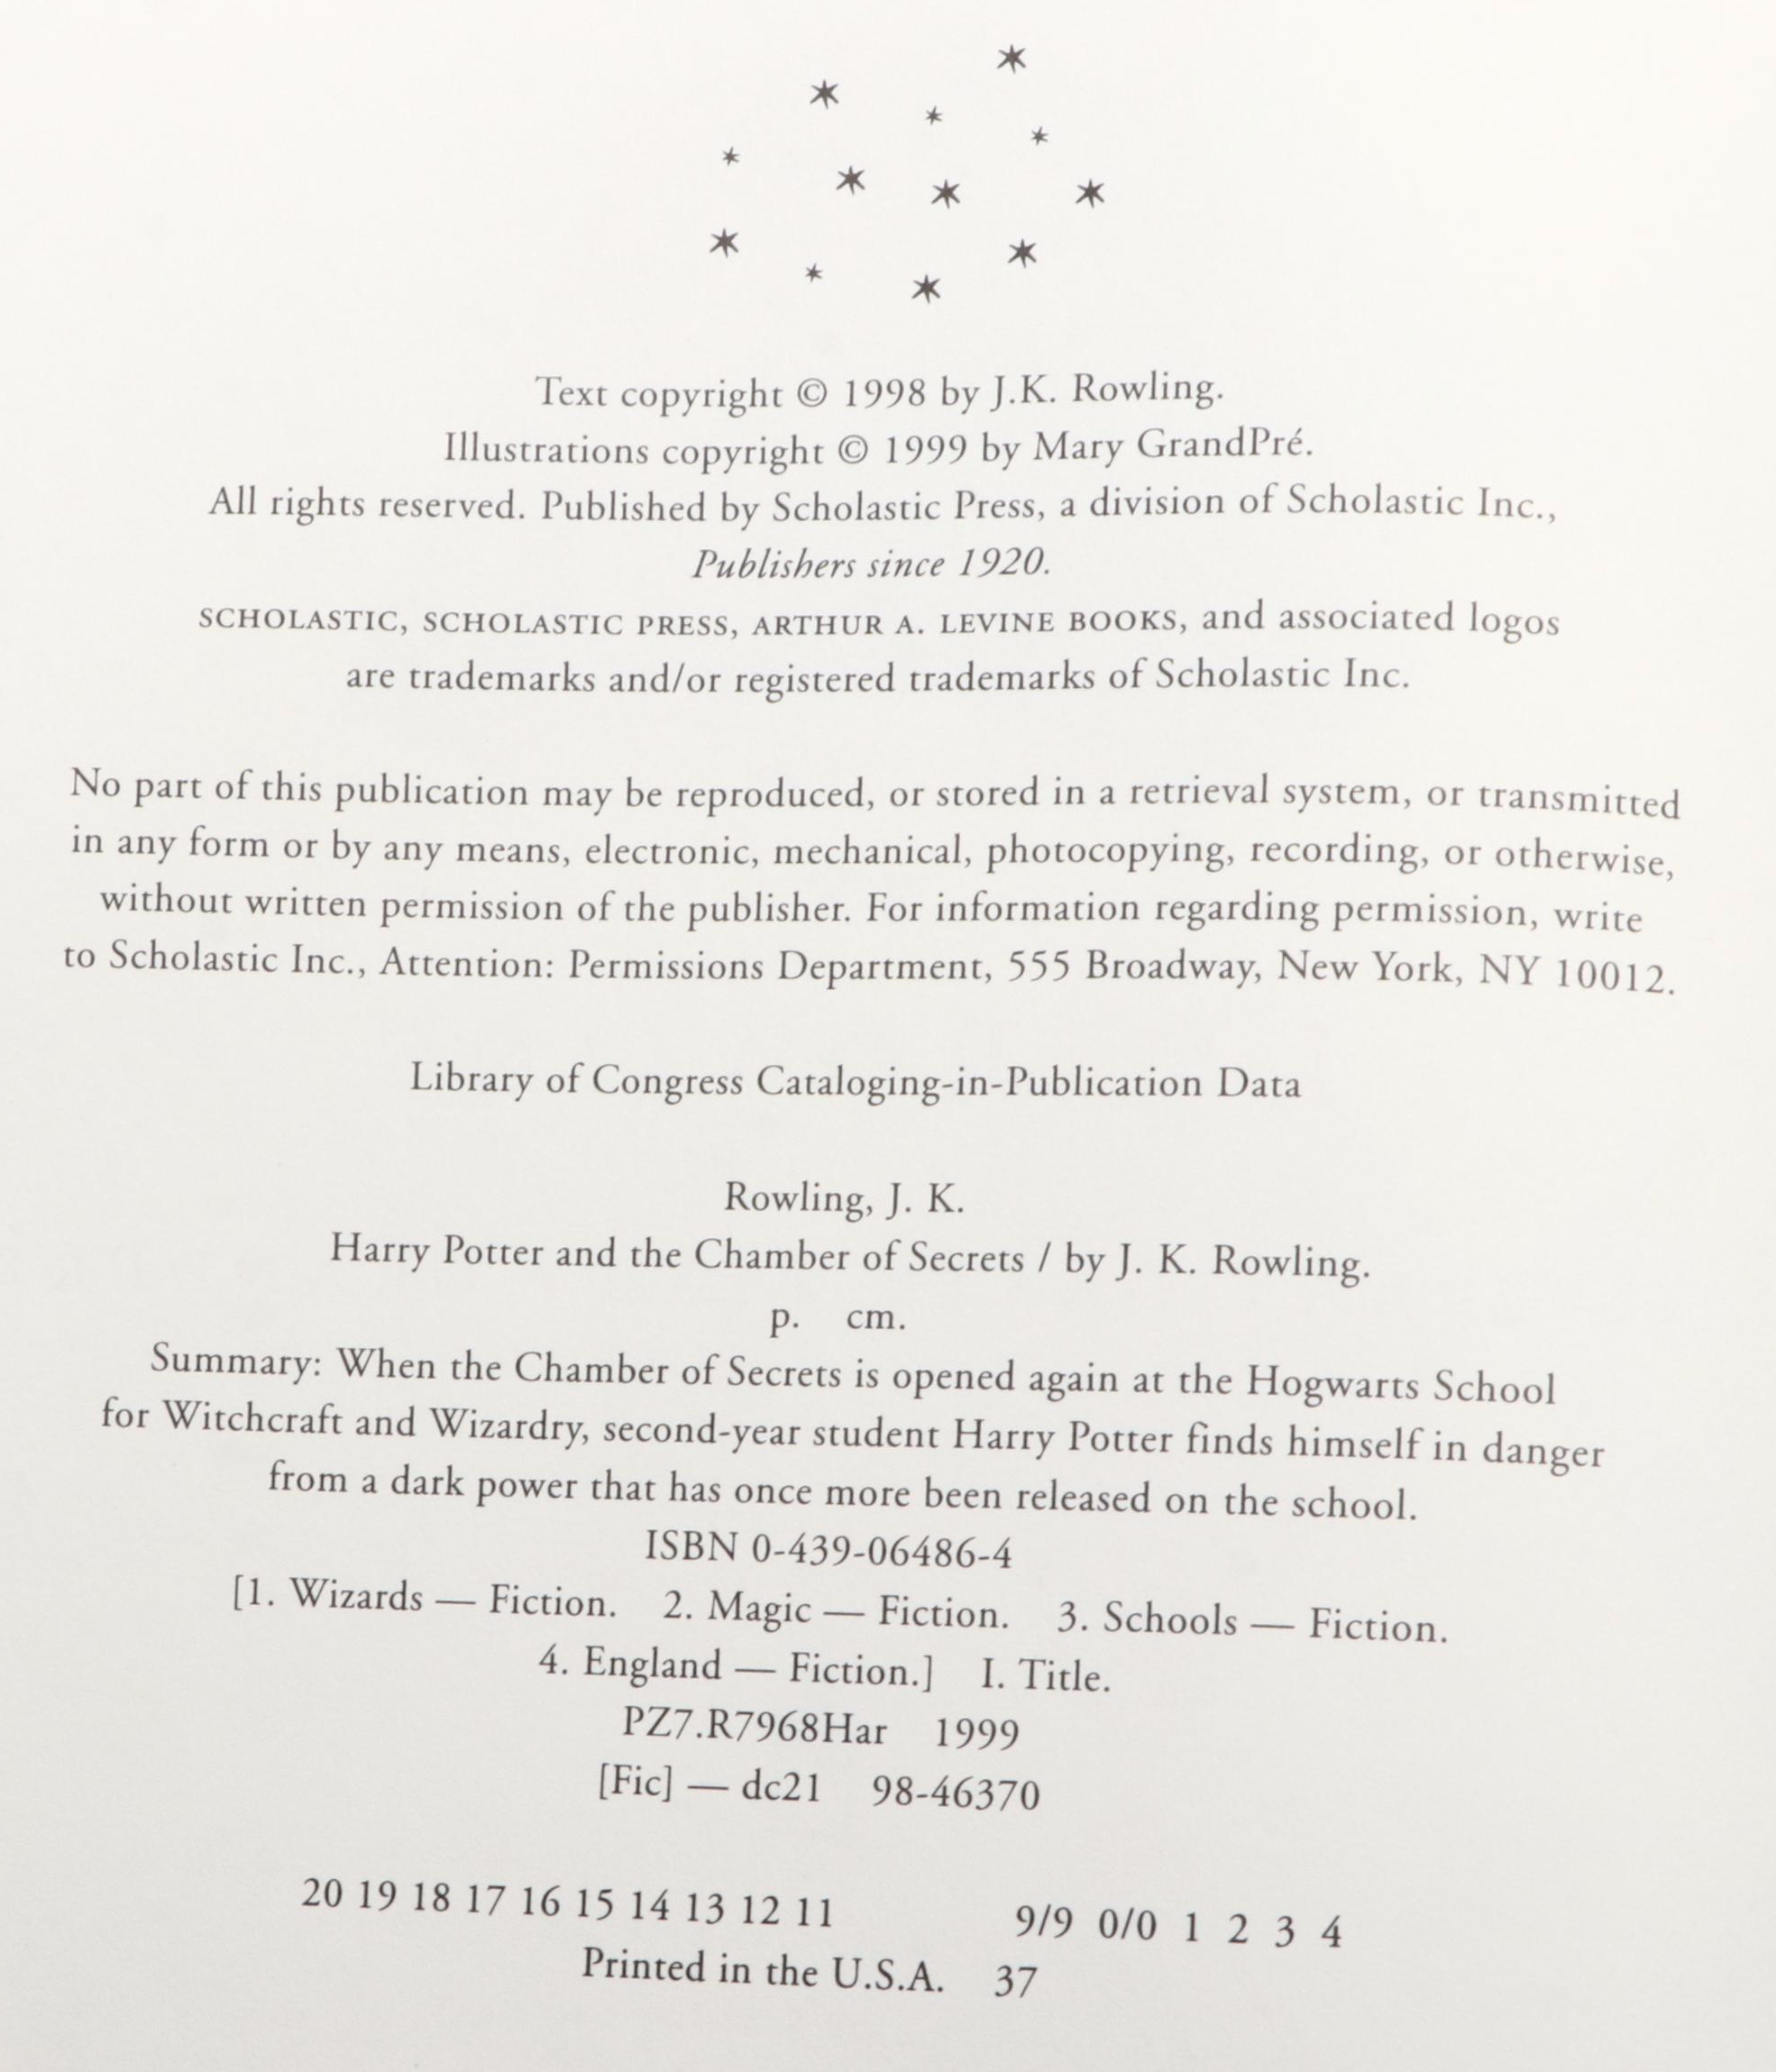 Text copyright © 1998 by J.K. Rowling.
Illustrations copyright © 1999 by Mary GrandPré.
All rights reserved. Published by Scholastic Press, a division of Scholastic Inc.,
Publishers since 1920.
SCHOLASTIC, SCHOLASTIC PRESS, ARTHUR A. LEVINE BOOKS, and associated logos
are trademarks and/or registered trademarks of Scholastic Inc.
No part of this publication may be reproduced, or stored in a retrieval system, or transmitted
in any form or by any means, electronic, mechanical, photocopying, recording, or otherwise,
without written permission of the publisher. For information regarding permission, write
to Scholastic Inc., Attention: Permissions Department, 555 Broadway, New York, NY 10012.
Library of Congress Cataloging-in-Publication Data
Rowling, J. K.
Harry Potter and the Chamber of Secrets / by J. K. Rowling.
p. cm.
Summary: When the Chamber of Secrets is opened again at the Hogwarts School
for Witchcraft and Wizardry, second-year student Harry Potter finds himself in danger
from a dark power that has once more been released on the school.
ISBN 0-439-06486-4
[1. Wizards — Fiction. 2. Magic — Fiction. 3. Schools — Fiction.
4. England — Fiction.] I. Title.
PZ7.R7968Har 1999
[Fic] — dc21 98-46370
20 19 18 17 16 15 14 13 12 11 9/9 0/0 1 2 3 4
Printed in the U.S.A. 37